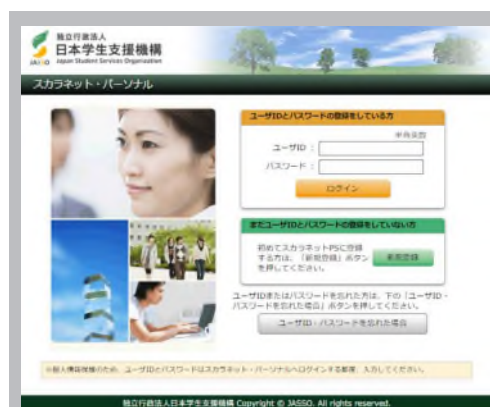 独立行政法人
日本学生支援機構
JASSO Japan Student Services Organization
スカラネット・パーソナル
ユーザIDとパスワードの登録をしている方
半角英数
ユーザID :
パスワード :
ログイン
まだユーザIDとパスワードの登録をしていない方
初めてスカラネットPSに登録
する方は、「新規登録」ボタン
を押してください。
新規登録
ユーザIDまたはパスワードを忘れた方は、下の「ユーザID・
パスワードを忘れた場合」ボタンを押してください。
ユーザID・パスワードを忘れた場合
※個人情報保護のため、ユーザIDとパスワードはスカラネット・パーソナルへログインする都度、入力してください。
独立行政法人日本学生支援機構 Copyright © JASSO. All rights reserved.